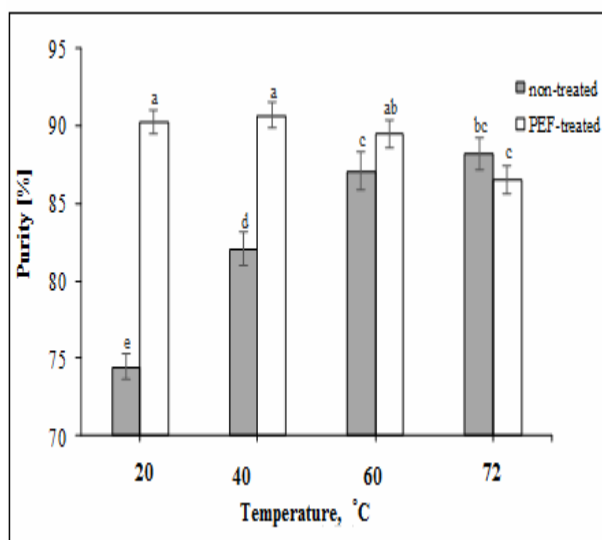 95
90
85
80
75
70
Purity [%]
non-treated
PEF-treated
e
a
d
a
c
ab
bc
c
20
40
60
72
Temperature, °C